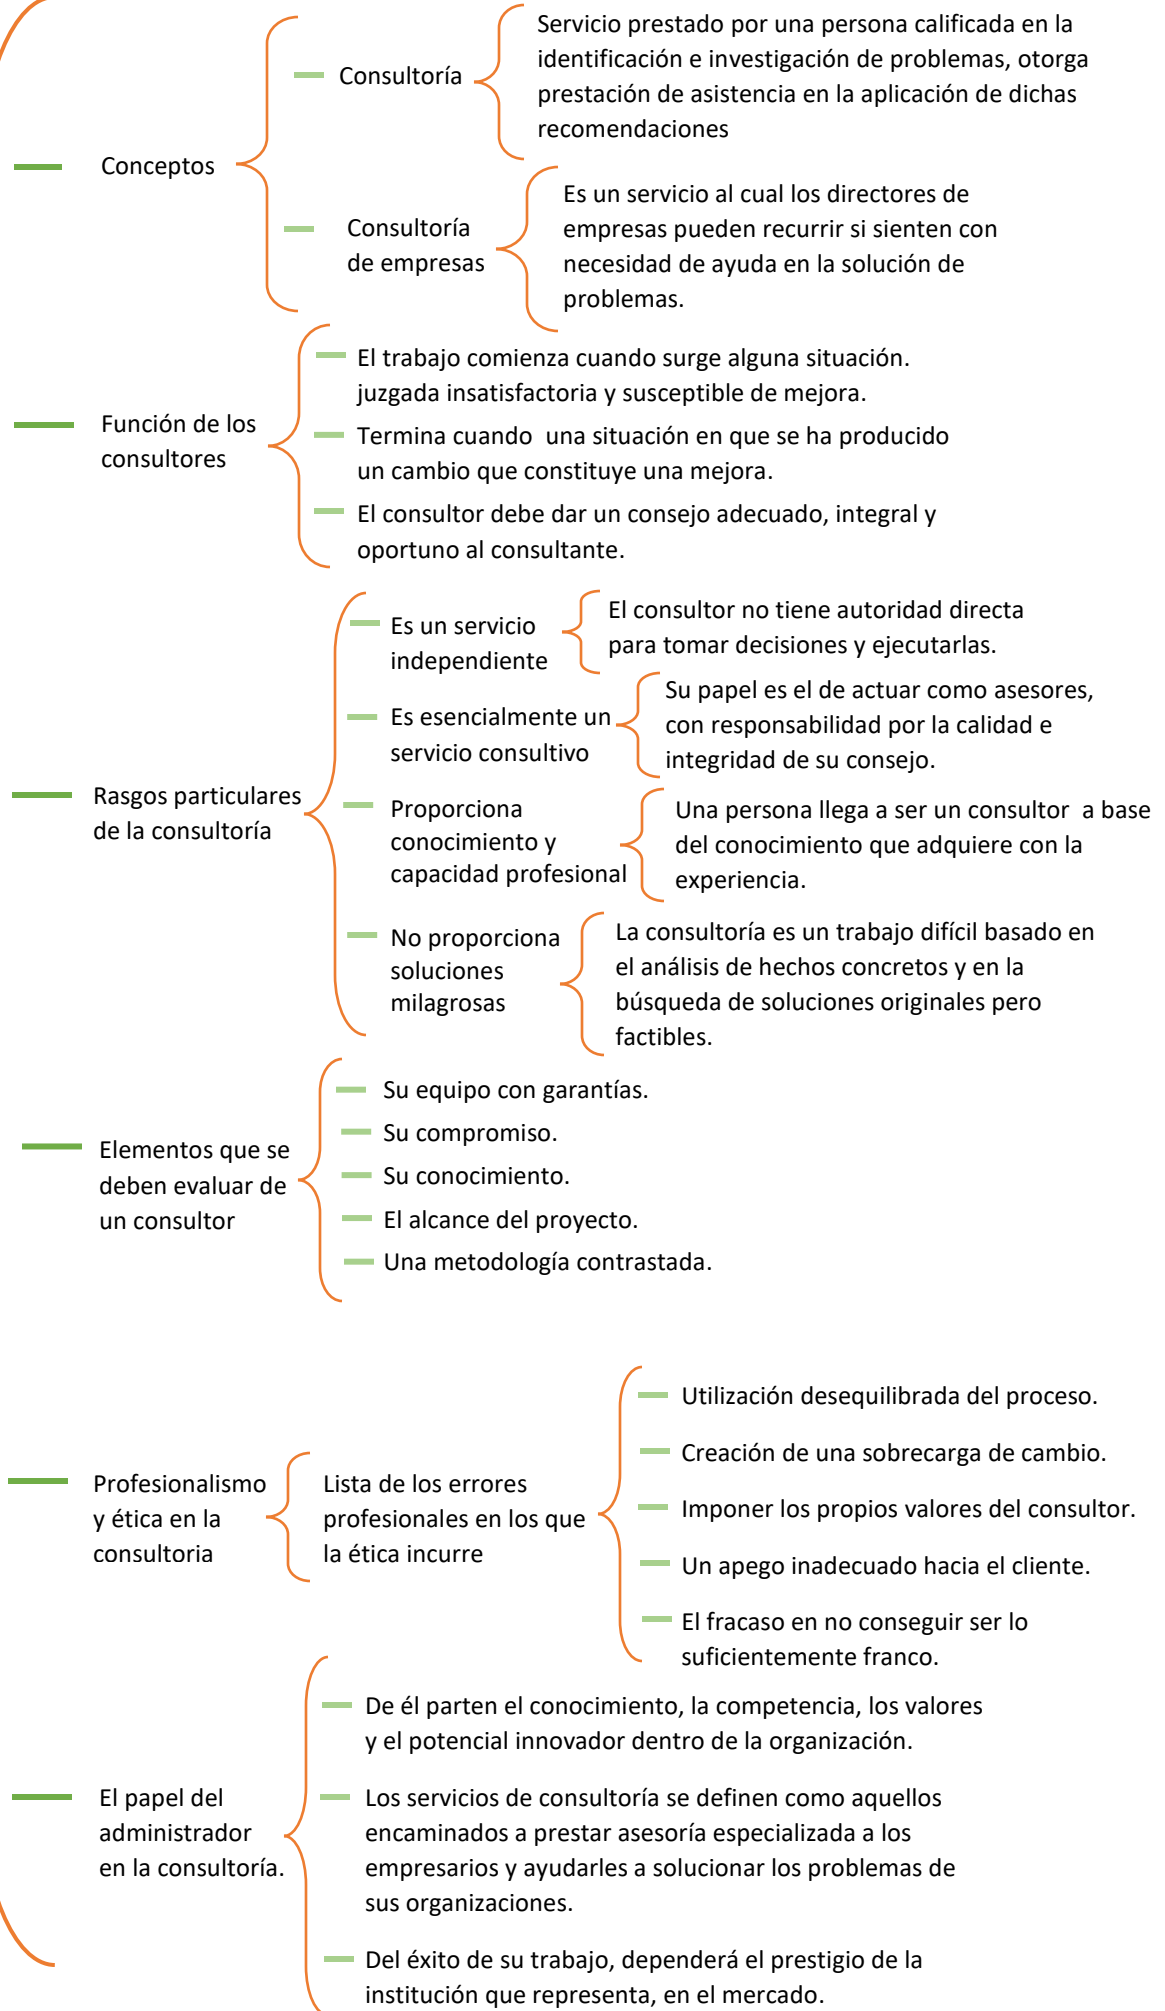 Conceptos
Consultoría
Servicio prestado por una persona calificada en la
identificación e investigación de problemas, otorga
prestación de asistencia en la aplicación de dichas
recomendaciones
Consultoría
de empresas
Es un servicio al cual los directores de
empresas pueden recurrir si sienten con
necesidad de ayuda en la solución de
problemas.
Función de los
consultores
El trabajo comienza cuando surge alguna situación.
juzgada insatisfactoria y susceptible de mejora.
Termina cuando  una situación en que se ha producido
un cambio que constituye una mejora.
El consultor debe dar un consejo adecuado, integral y
oportuno al consultante.
Rasgos particulares
de la consultoría
Es un servicio
independiente
El consultor no tiene autoridad directa
para tomar decisiones y ejecutarlas.
Es esencialmente un
servicio consultivo
Su papel es el de actuar como asesores,
con responsabilidad por la calidad e
integridad de su consejo.
Proporciona
conocimiento y
capacidad profesional
Una persona llega a ser un consultor  a base
del conocimiento que adquiere con la
experiencia.
No proporciona
soluciones
milagrosas
La consultoría es un trabajo difícil basado en
el análisis de hechos concretos y en la
búsqueda de soluciones originales pero
factibles.
Elementos que se
deben evaluar de
un consultor
Su equipo con garantías.
Su compromiso.
Su conocimiento.
El alcance del proyecto.
Una metodología contrastada.
Profesionalismo
y ética en la
consultoria
Lista de los errores
profesionales en los que
la ética incurre
Utilización desequilibrada del proceso.
Creación de una sobrecarga de cambio.
Imponer los propios valores del consultor.
Un apego inadecuado hacia el cliente.
El fracaso en no conseguir ser lo
suficientemente franco.
El papel del
administrador
en la consultoría.
De él parten el conocimiento, la competencia, los valores
y el potencial innovador dentro de la organización.
Los servicios de consultoría se definen como aquellos
encaminados a prestar asesoría especializada a los
empresarios y ayudarles a solucionar los problemas de
sus organizaciones.
Del éxito de su trabajo, dependerá el prestigio de la
institución que representa, en el mercado.